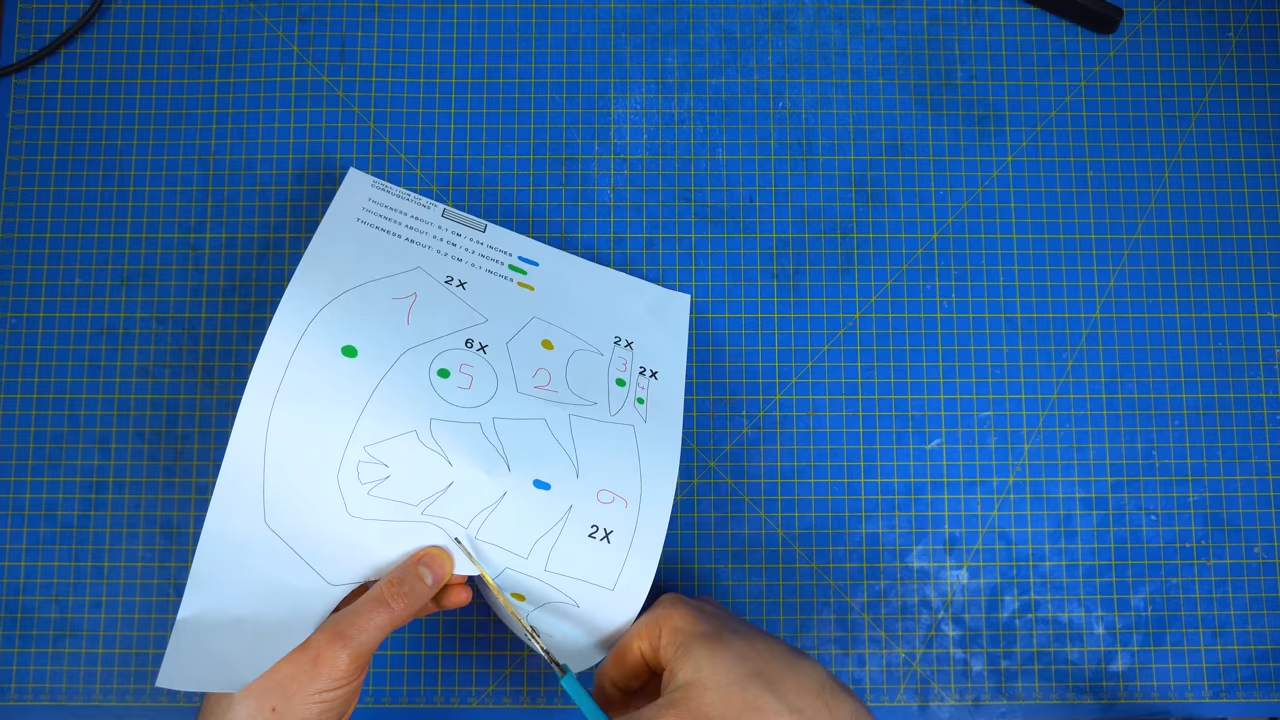 DIRECTION OF THE
CORRUGUATIONS
THICKNESS ABOUT: 0,1 CM / 0.04 INCHES
THICKNESS ABOUT: 0,5 CM / 0.2 INCHES
THICKNESS ABOUT: 0,2 CM / 0.1 INCHES
2X
1
6X
5
2
2X
3
2X
4
6
2X